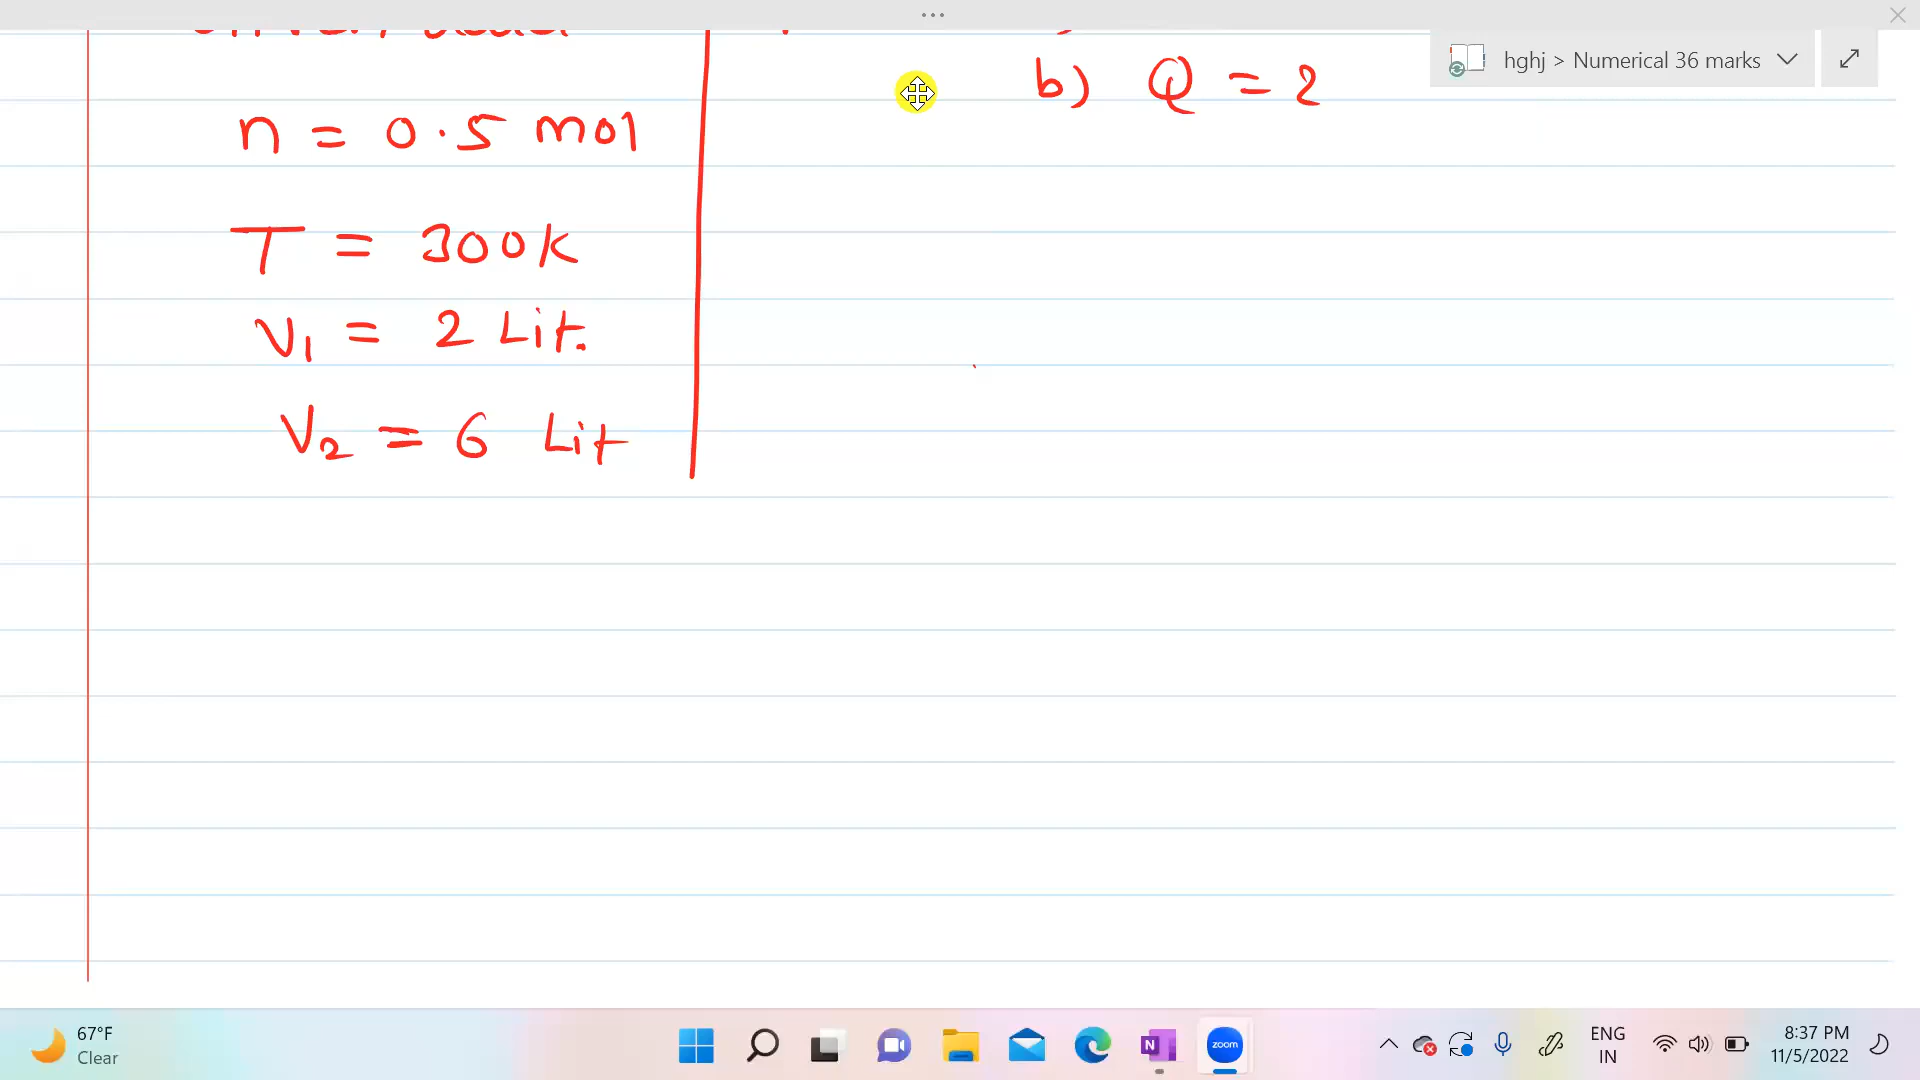 hghj > Numerical 36 marks
b) Q = 2
n = 0.5 mol
T = 300k
V1 = 2 Lit.
V2 = 6 Lit
67°F
Clear
zoom
ENG
IN
8:37 PM
11/5/2022